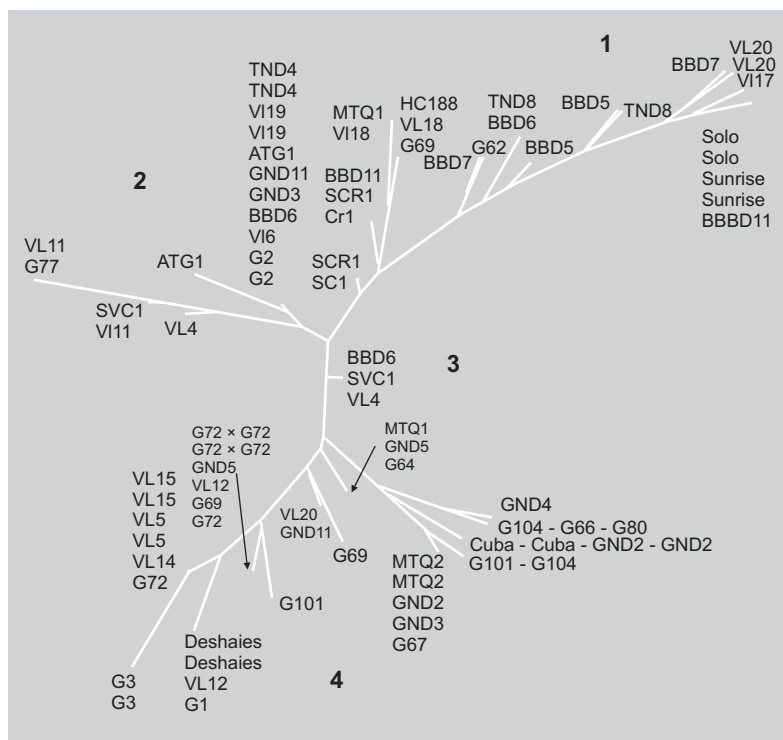 1
VL20
BBD7
VL20
VI17
BBD5
TND8
Solo
Solo
Sunrise
Sunrise
BBBD11
TND8
BBD6
BBD5
G62
BBD7
HC188
VL18
G69
MTQ1
VI18
BBD11
SCR1
Cr1
SCR1
SC1
TND4
TND4
VI19
VI19
ATG1
GND11
GND3
BBD6
VI6
G2
G2
2
ATG1
VL11
G77
SVC1
VI11
VL4
3
BBD6
SVC1
VL4
MTQ1
GND5
G64
GND4
G104 - G66 - G80
Cuba - Cuba - GND2 - GND2
G101 - G104
MTQ2
MTQ2
GND2
GND3
G67
G72 × G72
G72 × G72
GND5
VL12
G69
G72
VL20
GND11
G69
G101
VL15
VL15
VL5
VL5
VL14
G72
Deshaies
Deshaies
VL12
G1
G3
G3
4